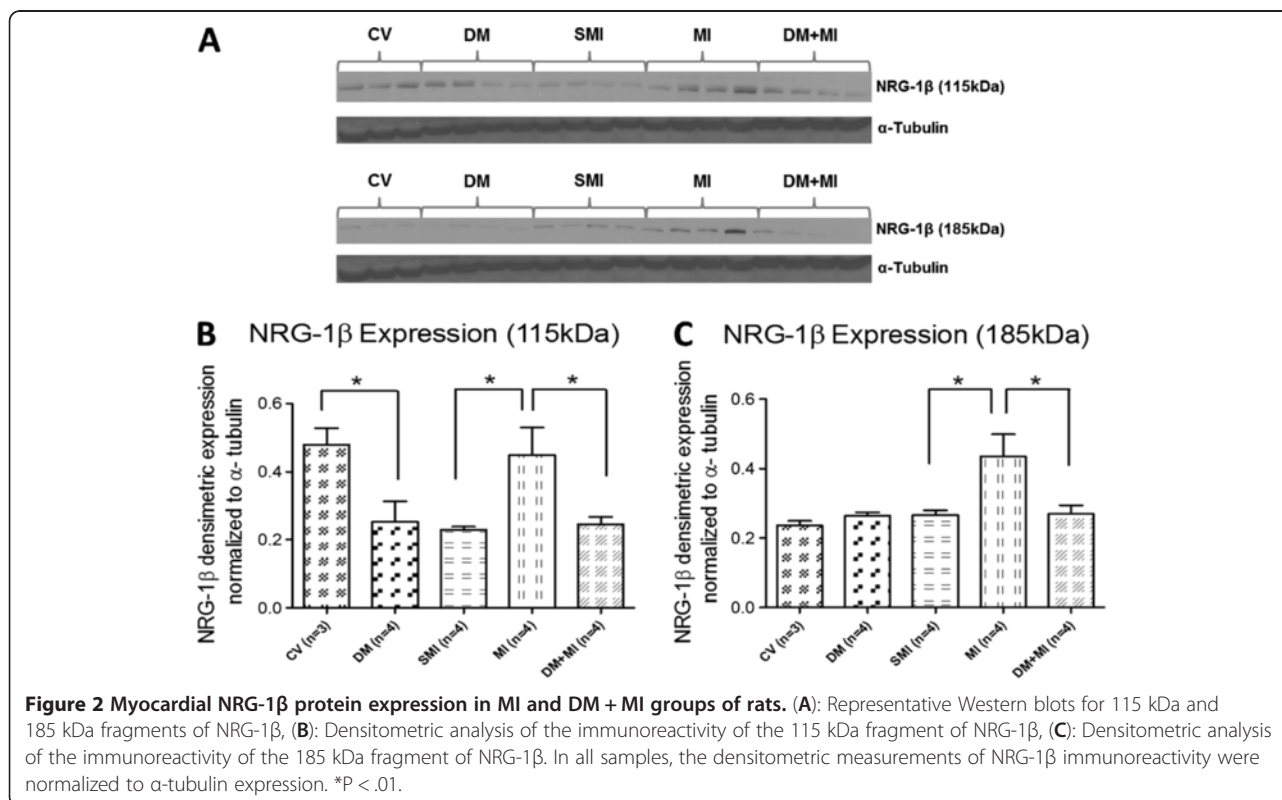 A
CV DM SMI MI DM+MI
NRG-1β (115kDa)
α-Tubulin
CV DM SMI MI DM+MI
NRG-1β (185kDa)
α-Tubulin
B NRG-1β Expression (115kDa)
NRG-1β densimetric expression
normalized to α- tubulin
0.6
0.4
0.2
0.0
* * *
CV (n=3) DM (n=4) SMI (n=4) MI (n=4) DM+MI (n=4)
C NRG-1β Expression (185kDa)
NRG-1β densimetric expression
normalized to α- tubulin
0.6
0.4
0.2
0.0
* *
CV (n=3) DM (n=4) SMI (n=4) MI (n=4) DM+MI (n=4)
Figure 2 Myocardial NRG-1β protein expression in MI and DM + MI groups of rats. (A): Representative Western blots for 115 kDa and
185 kDa fragments of NRG-1β, (B): Densitometric analysis of the immunoreactivity of the 115 kDa fragment of NRG-1β, (C): Densitometric analysis
of the immunoreactivity of the 185 kDa fragment of NRG-1β. In all samples, the densitometric measurements of NRG-1β immunoreactivity were
normalized to α-tubulin expression. *P < .01.